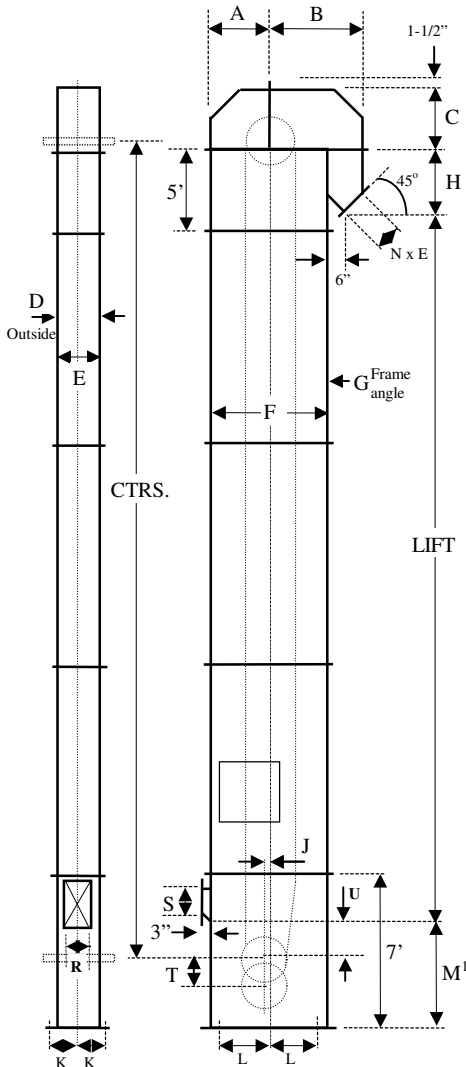 A
B
1-1/2”
C
H
45°
5’
N x E
6”
D
Outside
E
G Frame
angle
F
CTRS.
LIFT
J
U
S
3”
7’
R
T
M¹
K
K
L
L